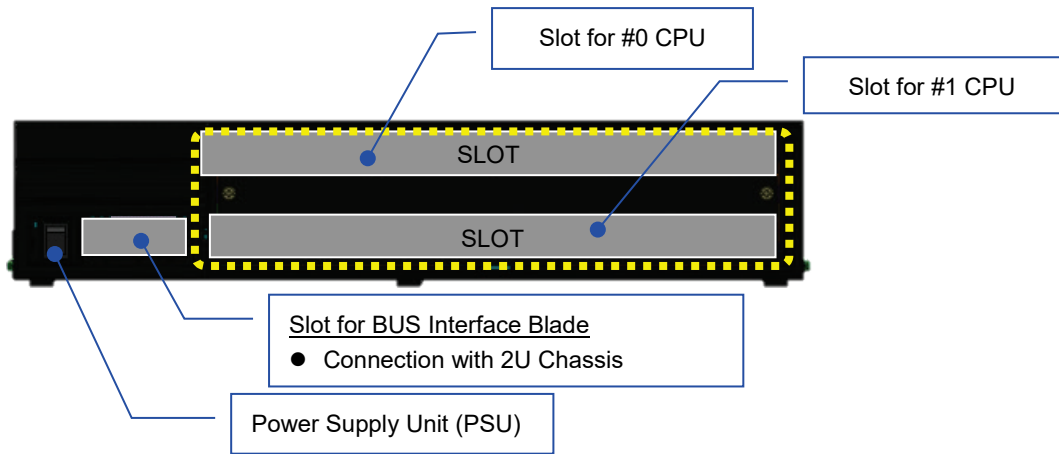 Slot for #0 CPU
Slot for #1 CPU
SLOT
SLOT
Slot for BUS Interface Blade
● Connection with 2U Chassis
Power Supply Unit (PSU)